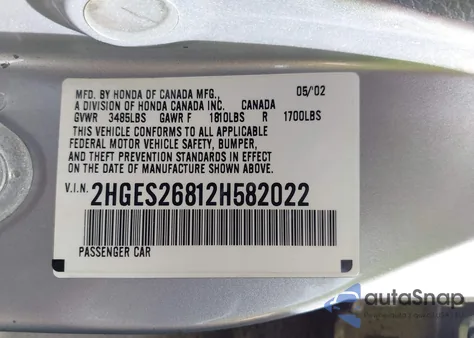 MFD. BY HONDA OF CANADA MFG., 05/02
A DIVISION OF HONDA CANADA INC. CANADA
GVWR 3485LBS GAWR F 1810LBS R 1700LBS
THIS VEHICLE CONFORMS TO ALL APPLICABLE
FEDERAL MOTOR VEHICLE SAFETY, BUMPER,
AND THEFT PREVENTION STANDARDS IN EFFECT
ON THE DATE OF MANUFACTURE SHOWN ABOVE.
V.I.N. 2HGES26812H582022
PASSENGER CAR
autoSnap